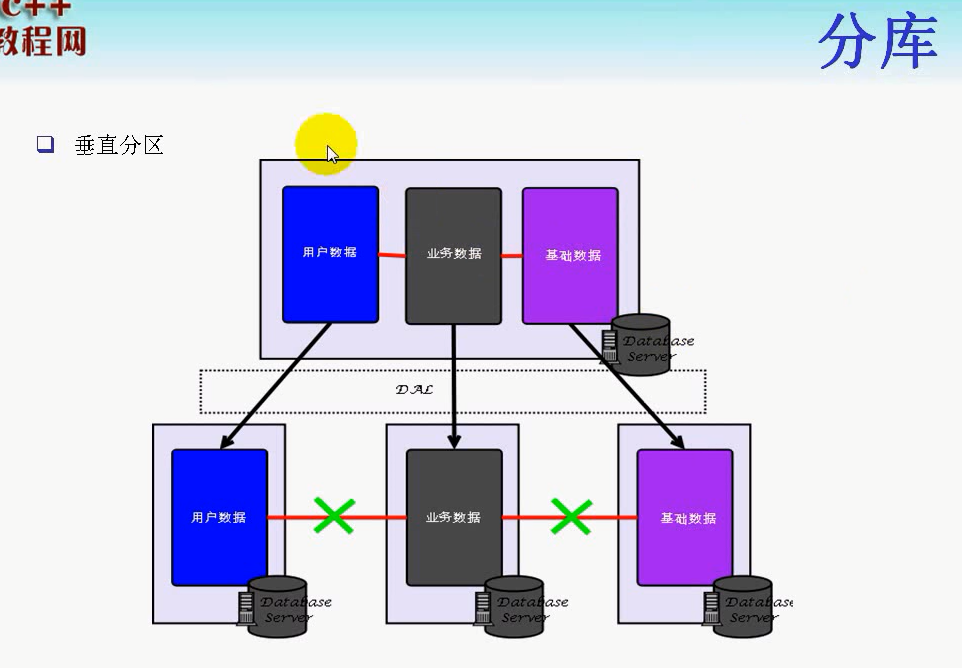 c++
教程网
分库
垂直分区
用户数据
业务数据
基础数据
Database
Server
DAL
用户数据
业务数据
基础数据
Database
Server
Database
Server
Database
Server